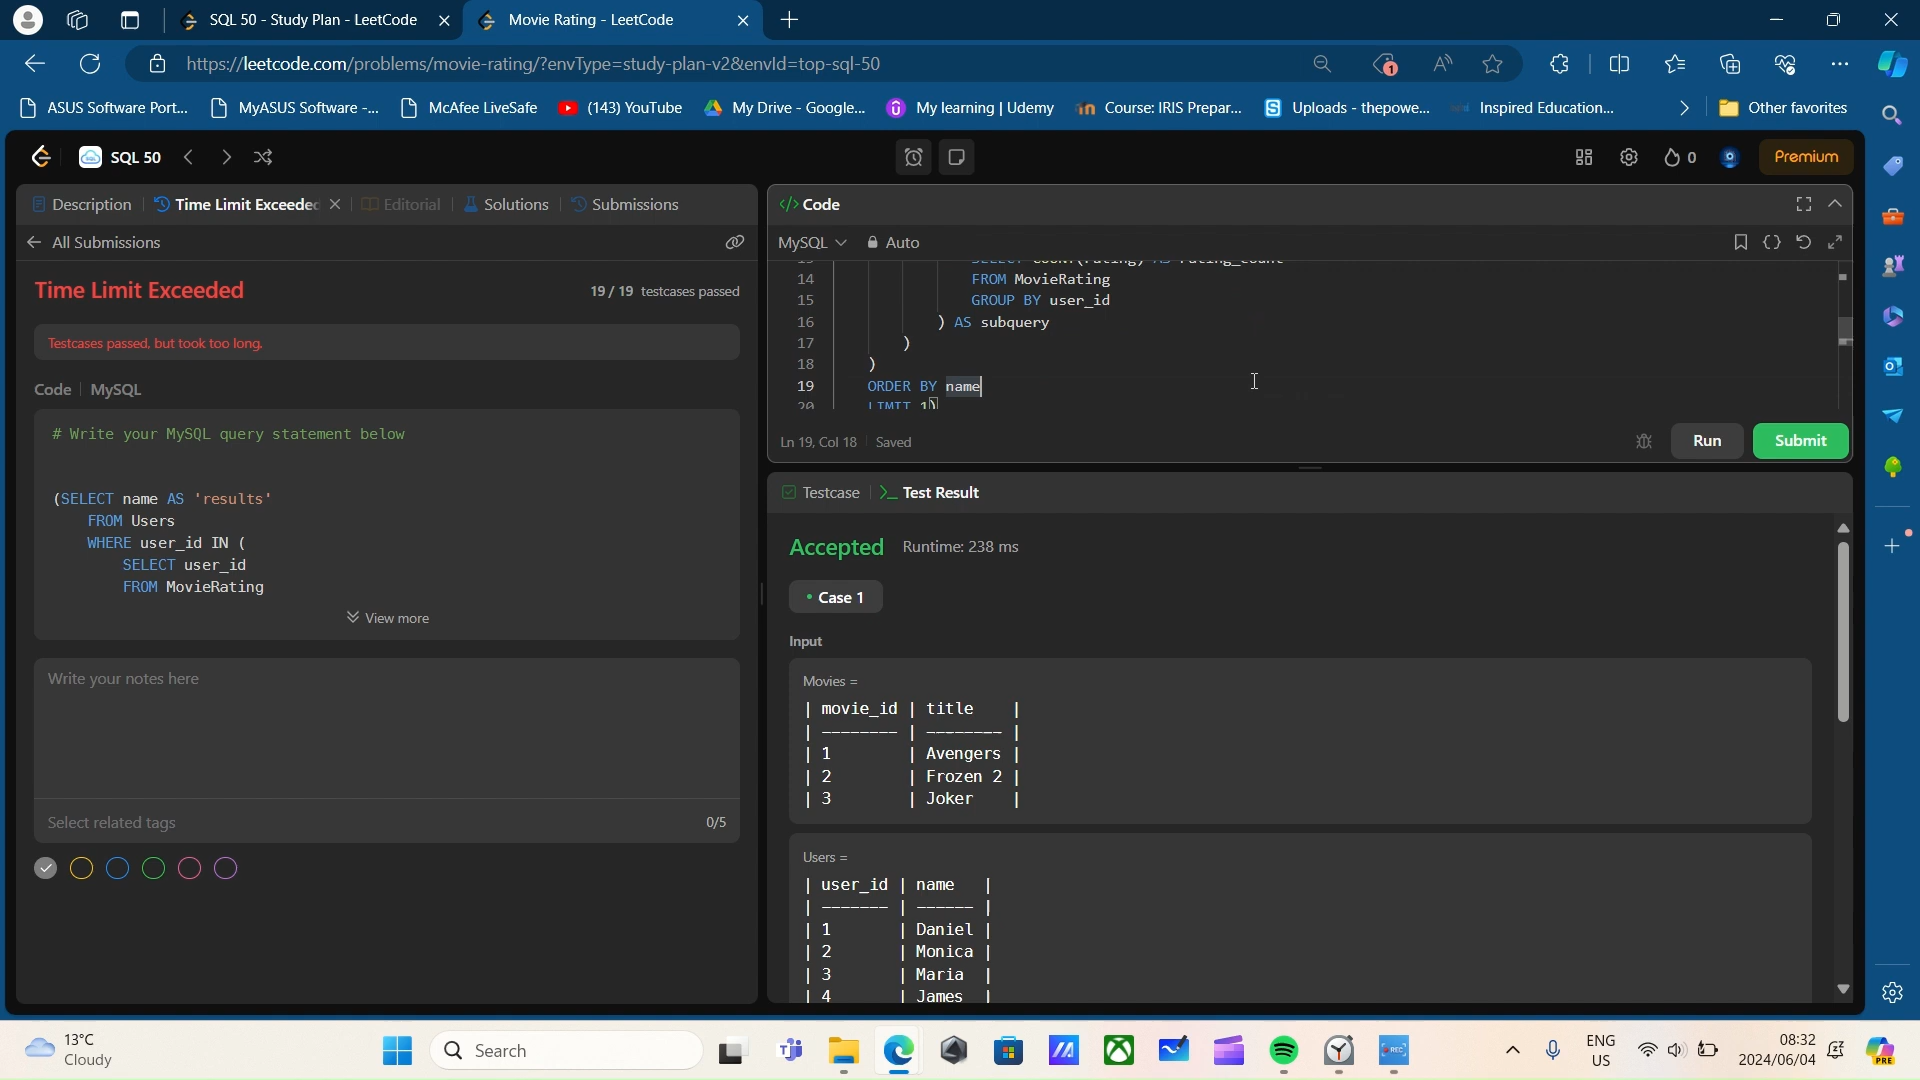 SQL 50 - Study Plan - LeetCode
Movie Rating - LeetCode
https://leetcode.com/problems/movie-rating/?envType=study-plan-v2&envId=top-sql-50
1
ASUS Software Port...
MyASUS Software -...
McAfee LiveSafe
(143) YouTube
My Drive - Google...
My learning | Udemy
Course: IRIS Prepar...
Uploads - thepowe...
Inspired Education...
Other favorites
SQL 50
0
Premium
Description
Time Limit Exceeded
Editorial
Solutions
Submissions
All Submissions
Time Limit Exceeded
19 / 19 testcases passed
Testcases passed, but took too long.
Code | MySQL
# Write your MySQL query statement below
(SELECT name AS 'results'
FROM Users
WHERE user_id IN (
SELECT user_id
FROM MovieRating
View more
Write your notes here
Select related tags
0/5
</> Code
MySQL
Auto
14 FROM MovieRating
15 GROUP BY user_id
16 ) AS subquery
17 )
18 )
19 ORDER BY name
20 LIMIT 1)
Ln 19, Col 18 | Saved
Run
Submit
Testcase
Test Result
Accepted Runtime: 238 ms
• Case 1
Input
Movies =
| movie_id | title |
| -------- | -------- |
| 1 | Avengers |
| 2 | Frozen 2 |
| 3 | Joker |
Users =
| user_id | name |
| ------- | ------ |
| 1 | Daniel |
| 2 | Monica |
| 3 | Maria |
| 4 | James |
13°C
Cloudy
Search
REC
ENG
US
08:32
2024/06/04
PRE